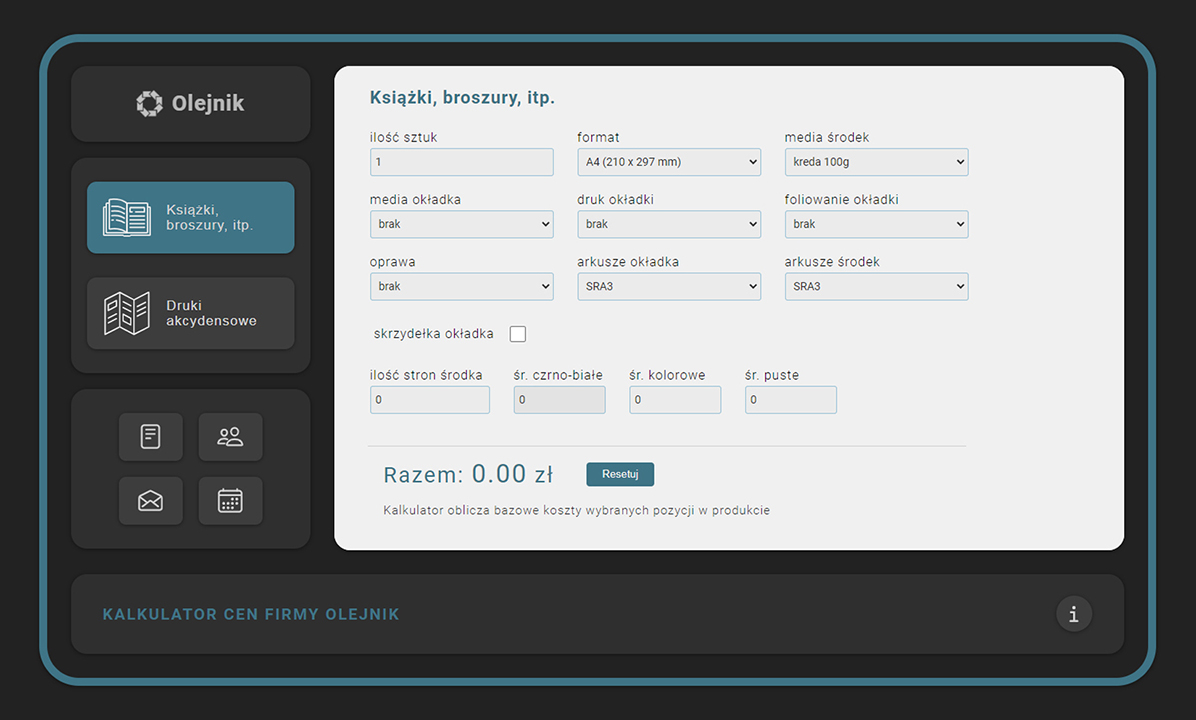 Olejnik
Książki,
broszury, itp.
Druki
akcydensowe
Książki, broszury, itp.
ilość sztuk format media środek
1 A4 (210 x 297 mm) kreda 100g
media okładka druk okładki foliowanie okładki
brak brak brak
oprawa arkusze okładka arkusze środek
brak SRA3 SRA3
skrzydełka okładka
ilość stron środka śr. czrno-białe śr. kolorowe śr. puste
0 0 0 0
Razem: 0.00 zł Resetuj
Kalkulator oblicza bazowe koszty wybranych pozycji w produkcie
KALKULATOR CEN FIRMY OLEJNIK i